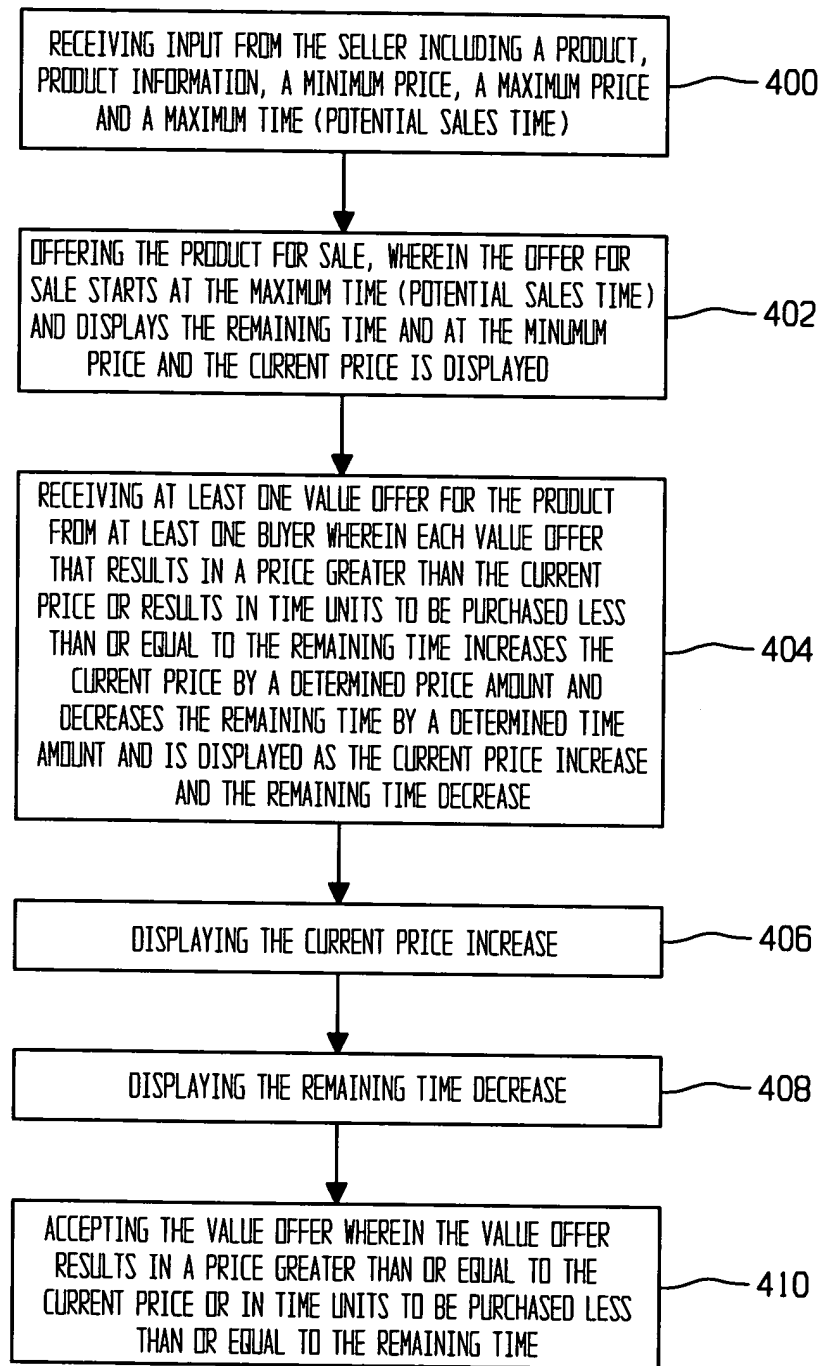 RECEIVING INPUT FROM THE SELLER INCLUDING A PRODUCT,
PRODUCT INFORMATION, A MINIMUM PRICE, A MAXIMUM PRICE
AND A MAXIMUM TIME (POTENTIAL SALES TIME)
400
OFFERING THE PRODUCT FOR SALE, WHEREIN THE OFFER FOR
SALE STARTS AT THE MAXIMUM TIME (POTENTIAL SALES TIME)
AND DISPLAYS THE REMAINING TIME AND AT THE MINIMUM
PRICE AND THE CURRENT PRICE IS DISPLAYED
402
RECEIVING AT LEAST ONE VALUE OFFER FOR THE PRODUCT
FROM AT LEAST ONE BUYER WHEREIN EACH VALUE OFFER
THAT RESULTS IN A PRICE GREATER THAN THE CURRENT
PRICE OR RESULTS IN TIME UNITS TO BE PURCHASED LESS
THAN OR EQUAL TO THE REMAINING TIME INCREASES THE
CURRENT PRICE BY A DETERMINED PRICE AMOUNT AND
DECREASES THE REMAINING TIME BY A DETERMINED TIME
AMOUNT AND IS DISPLAYED AS THE CURRENT PRICE INCREASE
AND THE REMAINING TIME DECREASE
404
DISPLAYING THE CURRENT PRICE INCREASE
406
DISPLAYING THE REMAINING TIME DECREASE
408
ACCEPTING THE VALUE OFFER WHEREIN THE VALUE OFFER
RESULTS IN A PRICE GREATER THAN OR EQUAL TO THE
CURRENT PRICE OR IN TIME UNITS TO BE PURCHASED LESS
THAN OR EQUAL TO THE REMAINING TIME
410